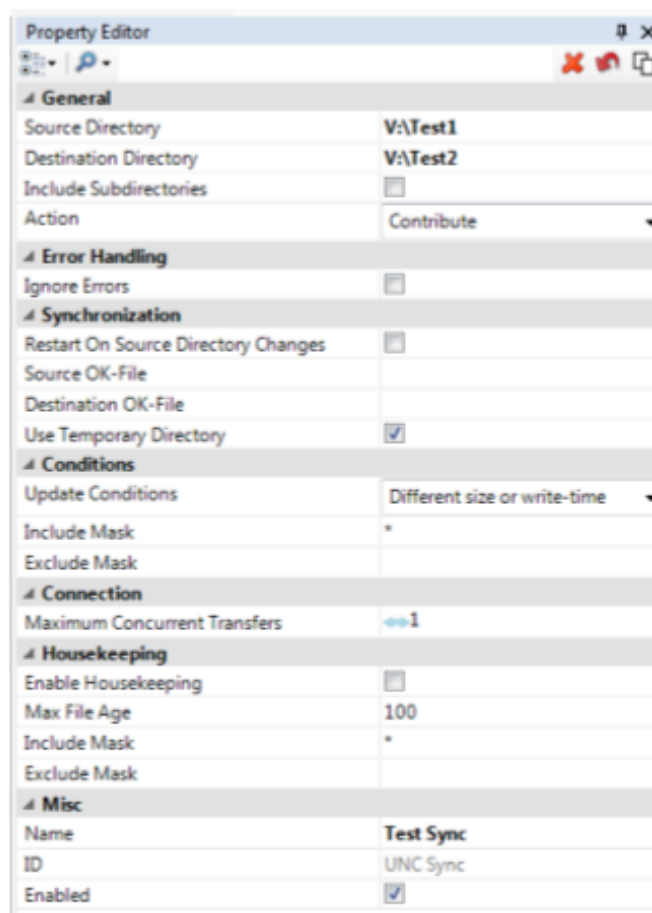 Property Editor
General
Source Directory V:\Test1
Destination Directory V:\Test2
Include Subdirectories
Action Contribute
Error Handling
Ignore Errors
Synchronization
Restart On Source Directory Changes
Source OK-File
Destination OK-File
Use Temporary Directory
Conditions
Update Conditions Different size or write-time
Include Mask *
Exclude Mask
Connection
Maximum Concurrent Transfers 1
Housekeeping
Enable Housekeeping
Max File Age 100
Include Mask *
Exclude Mask
Misc
Name Test Sync
ID UNC Sync
Enabled